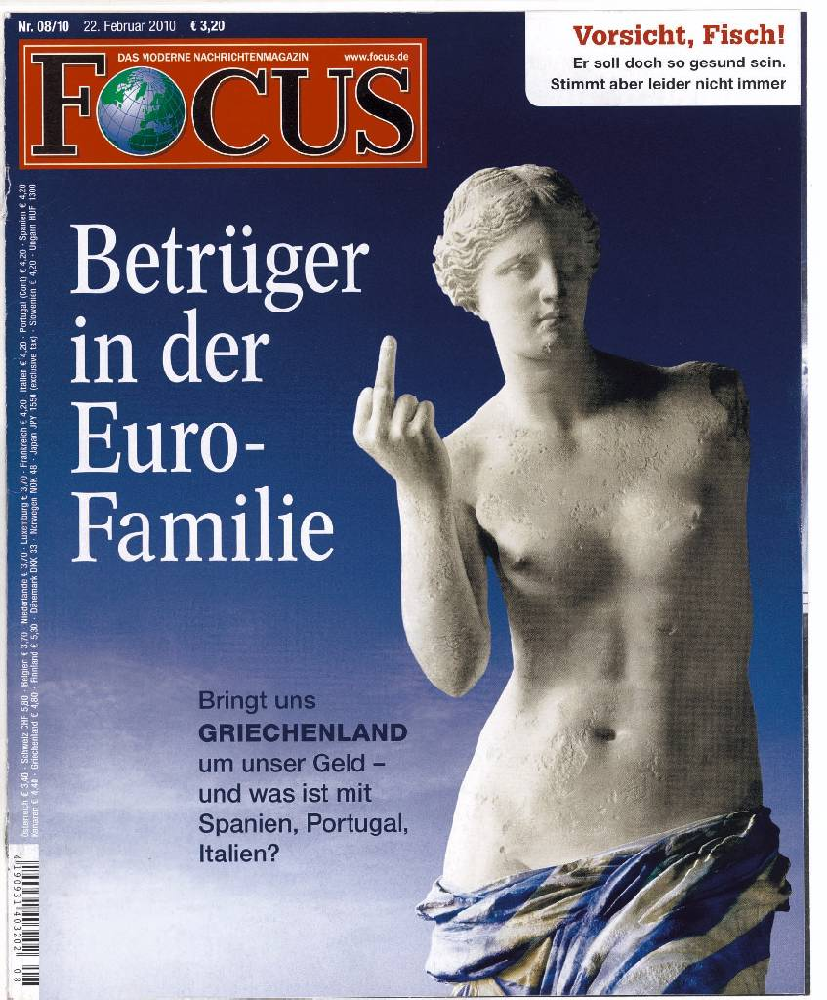 Nr. 08/10 22. Februar 2010 € 3,20
Vorsicht, Fisch!
Er soll doch so gesund sein.
Stimmt aber leider nicht immer
DAS MODERNE NACHRICHTENMAGAZIN www.focus.de
FOCUS
Betrüger
in der
Euro-
Familie
Bringt uns
GRIECHENLAND
um unser Geld –
und was ist mit
Spanien, Portugal,
Italien?
Österreich € 3,40 · Schweiz CHF 5,80 · Belgien € 3,70 · Niederlande € 3,70 · Luxemburg € 3,70 · Frankreich € 4,20 · Italien € 4,20 · Portugal (Cont) € 4,20 · Spanien € 4,20
Kanaren € 4,40 · Griechenland € 4,80 · Finnland € 5,30 · Dänemark DKK 33 · Norwegen NOK 48 · Japan JPY 1550 (exclusive tax) · Slowenien € 4,20 · Ungarn HUF 1300
4 190931 403202 08